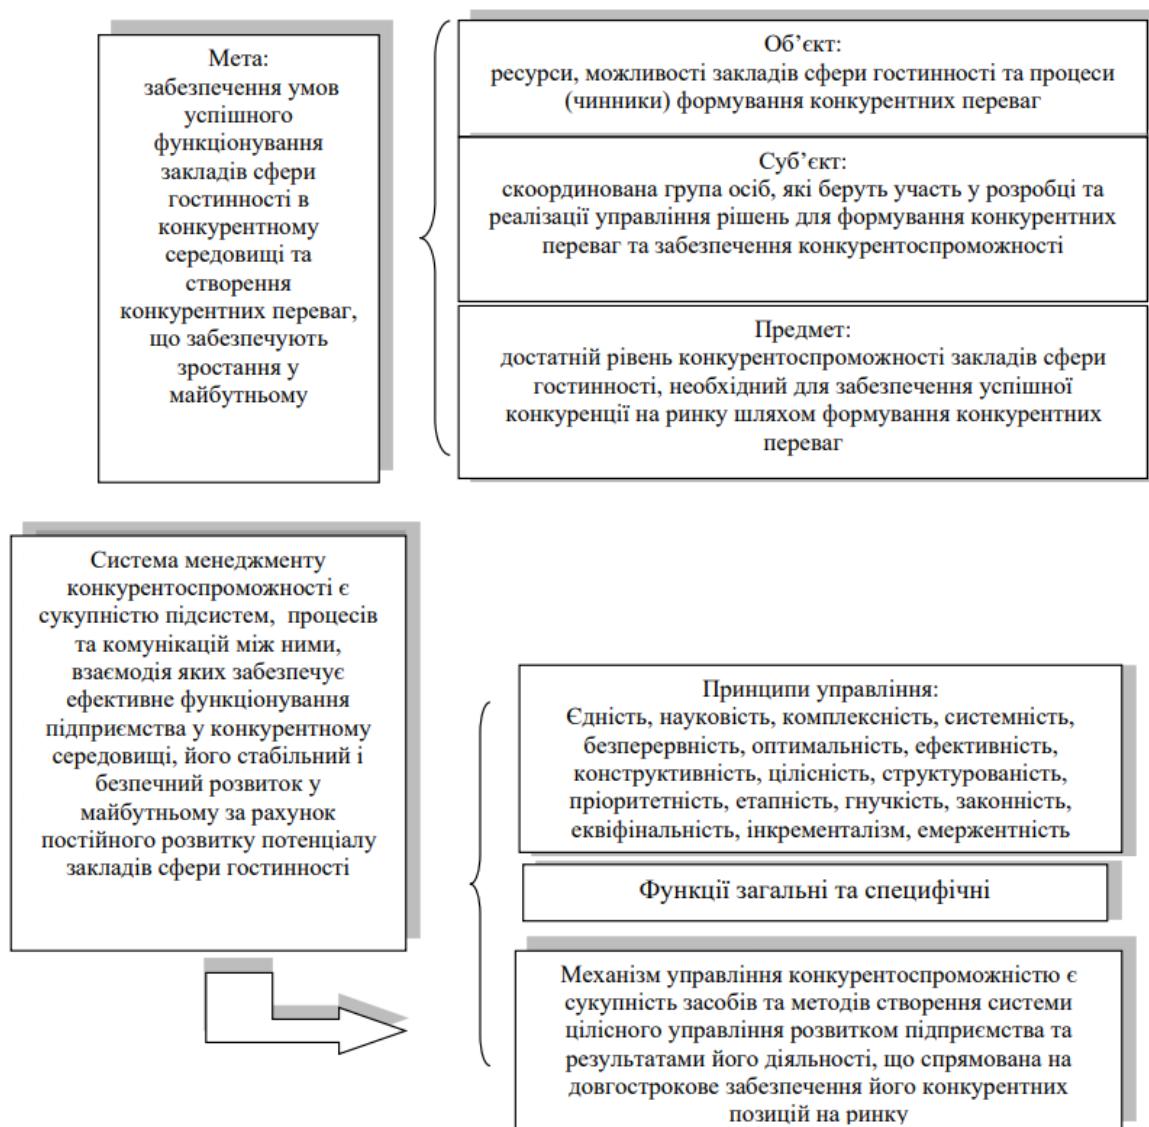 Мета:
забезпечення умов
успішного
функціонування
закладів сфери
гостинності в
конкурентному
середовищі та
створення
конкурентних переваг,
що забезпечують
зростання у
майбутньому
Об’єкт:
ресурси, можливості закладів сфери гостинності та процеси
(чинники) формування конкурентних переваг
Суб’єкт:
скоординована група осіб, які беруть участь у розробці та
реалізації управління рішень для формування конкурентних
переваг та забезпечення конкурентоспроможності
Предмет:
достатній рівень конкурентоспроможності закладів сфери
гостинності, необхідний для забезпечення успішної
конкуренції на ринку шляхом формування конкурентних
переваг
Система менеджменту
конкурентоспроможності є
сукупністю підсистем, процесів
та комунікацій між ними,
взаємодія яких забезпечує
ефективне функціонування
підприємства у конкурентному
середовищі, його стабільний і
безпечний розвиток у
майбутньому за рахунок
постійного розвитку потенціалу
закладів сфери гостинності
Принципи управління:
Єдність, науковість, комплексність, системність,
безперервність, оптимальність, ефективність,
конструктивність, цілісність, структурованість,
пріоритетність, етапність, гнучкість, законність,
еквіфінальність, інкременталізм, емержентність
Функції загальні та специфічні
Механізм управління конкурентоспроможністю є
сукупність засобів та методів створення системи
цілісного управління розвитком підприємства та
результатами його діяльності, що спрямована на
довгострокове забезпечення його конкурентних
позицій на ринку